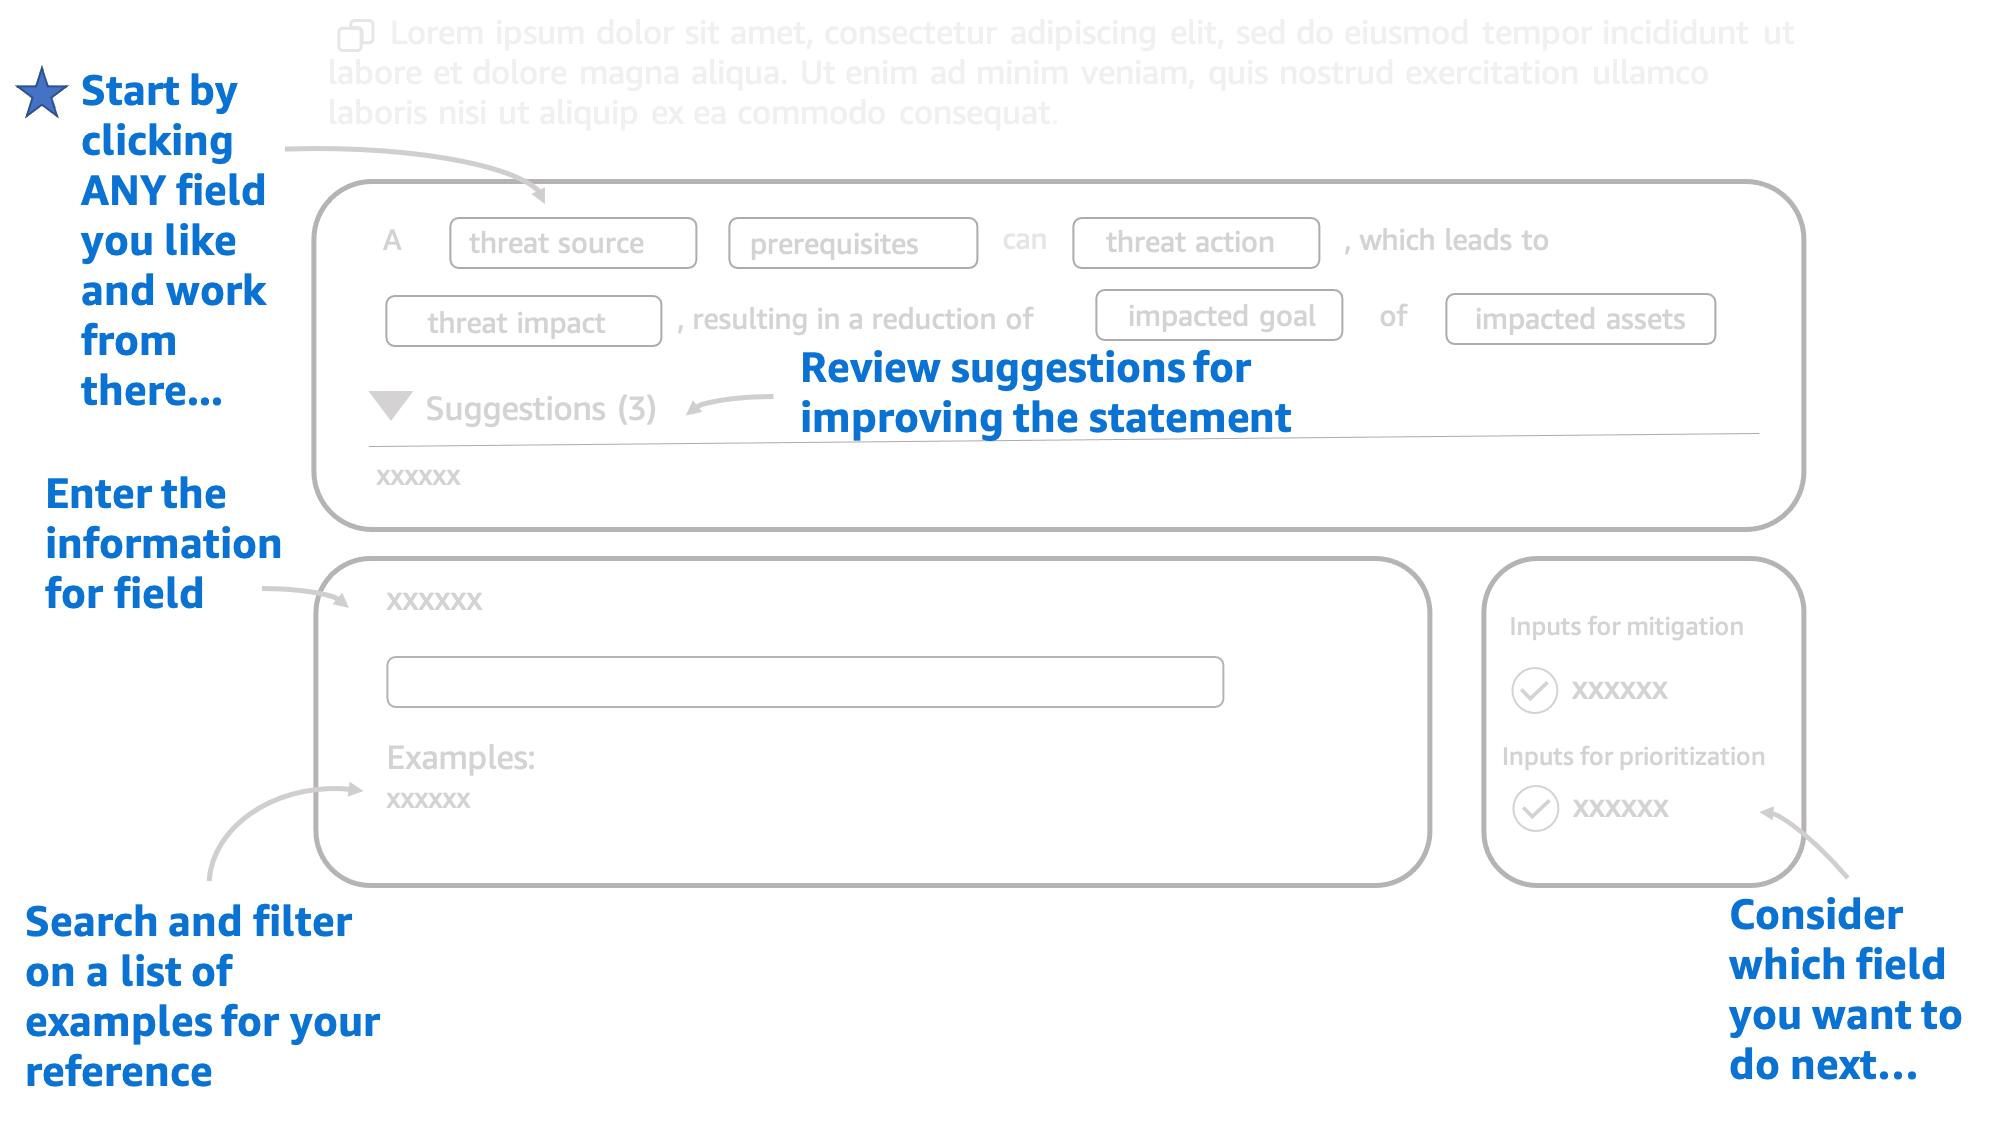 Lorem ipsum dolor sit amet, consectetur adipiscing elit, sed do eiusmod tempor incididunt ut
labore et dolore magna aliqua. Ut enim ad minim veniam, quis nostrud exercitation ullamco
laboris nisi ut aliquip ex ea commodo consequat.
Start by
clicking
ANY field
you like
and work
from
there...
A threat source prerequisites can threat action , which leads to
threat impact , resulting in a reduction of impacted goal of impacted assets
Suggestions (3)
Review suggestions for
improving the statement
xxxxxx
Enter the
information
for field
xxxxxx
Examples:
xxxxxx
Inputs for mitigation
xxxxxx
Inputs for prioritization
xxxxxx
Search and filter
on a list of
examples for your
reference
Consider
which field
you want to
do next...